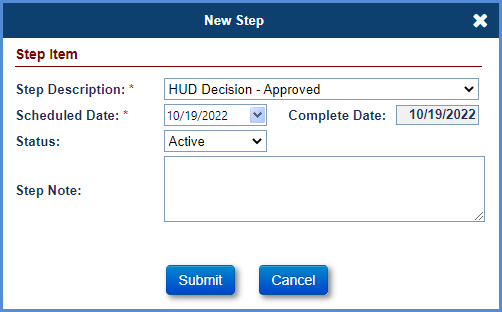 New Step
Step Item
Step Description: * HUD Decision - Approved
Scheduled Date: * 10/19/2022 Complete Date: 10/19/2022
Status: Active
Step Note:
Submit Cancel